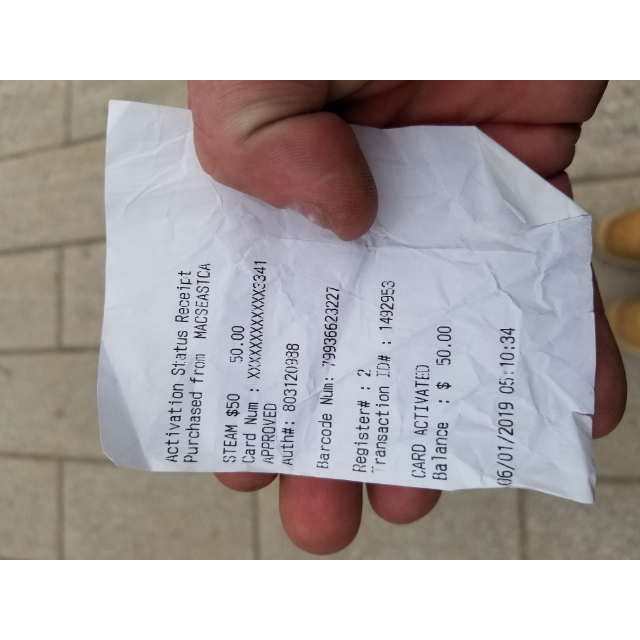 Activation Status Receipt
Purchased from MACSEASTCA
STEAM $50 50.00
Card Num : XXXXXXXXXXXX3341
APPROVED
Auth#: 803120938
Barcode Num: 79936623227
Register# : 2
Transaction ID# : 1492953
CARD ACTIVATED
Balance : $ 50.00
06/01/2019 05:10:34